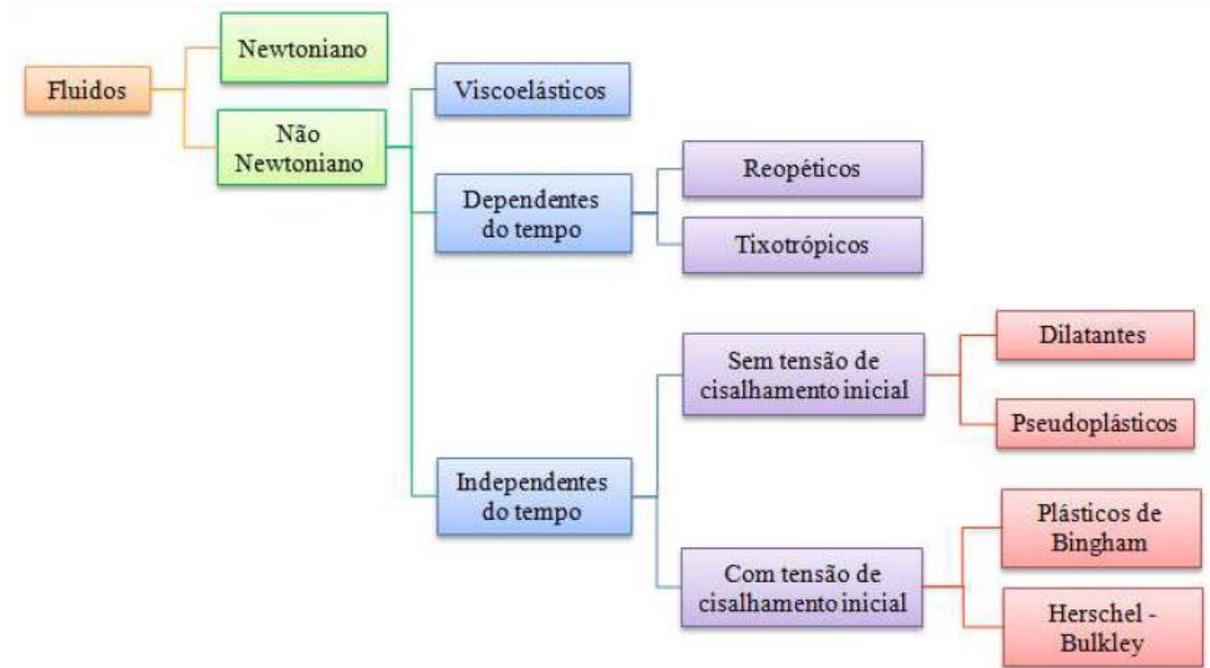 Fluidos
Newtoniano
Não
Newtoniano
Viscoelásticos
Dependentes
do tempo
Reopéticos
Tixotrópicos
Independentes
do tempo
Sem tensão de
cisalhamento inicial
Dilatantes
Pseudoplásticos
Com tensão de
cisalhamento inicial
Plásticos de
Bingham
Herschel -
Bulkley